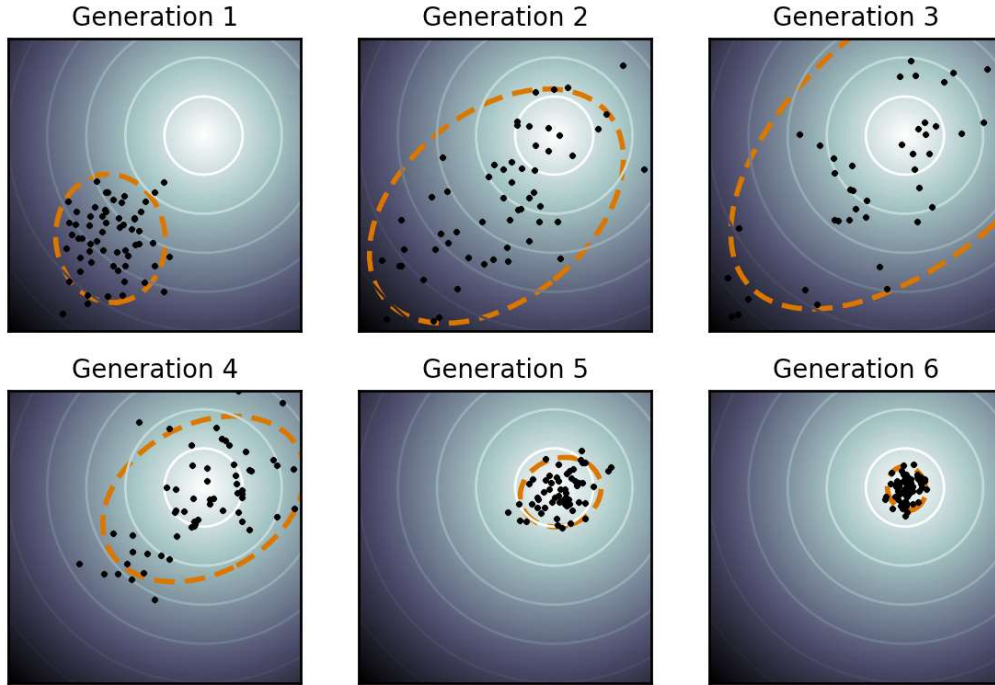 Generation 1
Generation 2
Generation 3
Generation 4
Generation 5
Generation 6